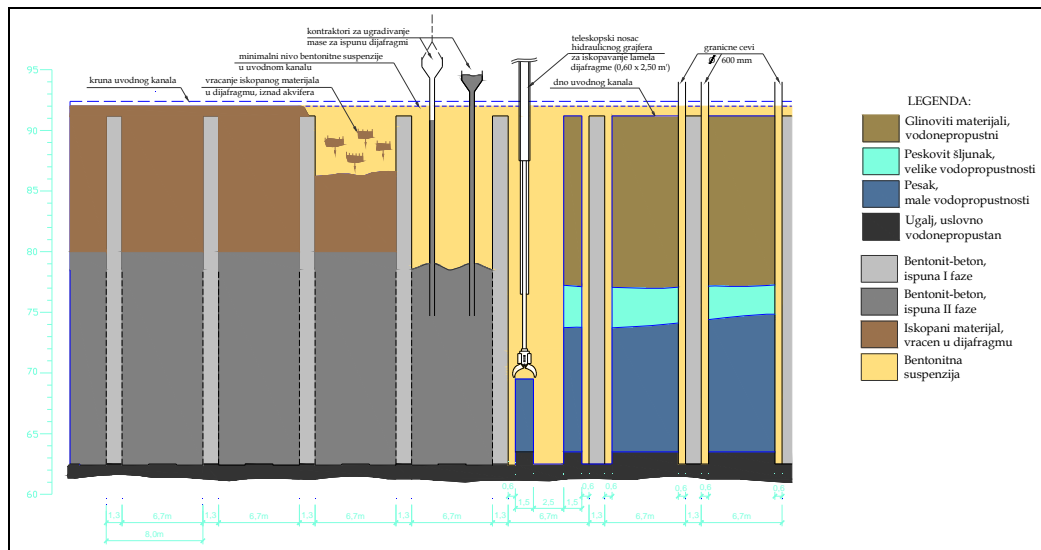 kontraktori za ugrađivanje
mase za ispunu dijafragmi
minimalni nivo bentonitne suspenzije
u uvodnom kanalu
kruna uvodnog kanala
vracanje iskopanog materijala
u dijafragmu, iznad akvifera
teleskopski nosac
hidraulicnog grajfera
za iskopavanje lamela
dijafragme (0,60 x 2,50 m')
dno uvodnog kanala
granicne cevi
Ø 600 mm
95
90
85
80
75
70
65
60
LEGENDA:
Glinoviti materijali,
vodonepropustni
Peskovit šljunak,
velike vodopropustnosti
Pesak,
male vodopropustnosti
Ugalj, uslovno
vodonepropustan
Bentonit-beton,
ispuna I faze
Bentonit-beton,
ispuna II faze
Iskopani materijal,
vracen u dijafragmu
Bentonitna
suspenzija
0,6 0,6 0,6 0,6 0,6 0,6
1,5 2,5 1,5
1,3 6,7m 1,3 6,7m 1,3 6,7m 1,3 6,7m 1,3 6,7m 1,3 6,7m 1,3 6,7m
8,0m